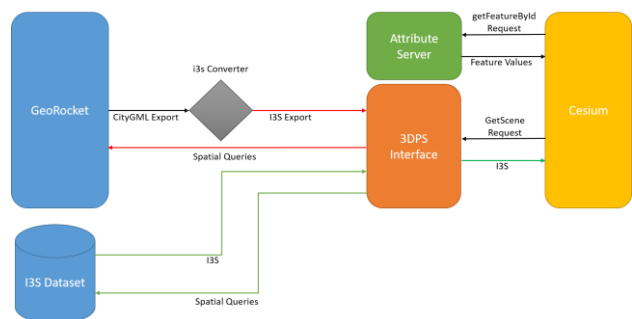 getFeatureById
Request
Attribute
Server
Feature Values
i3s Converter
GeoRocket
CityGML Export
I3S Export
3DPS
Interface
GetScene
Request
Cesium
Spatial Queries
I3S
I3S
I3S Dataset
Spatial Queries